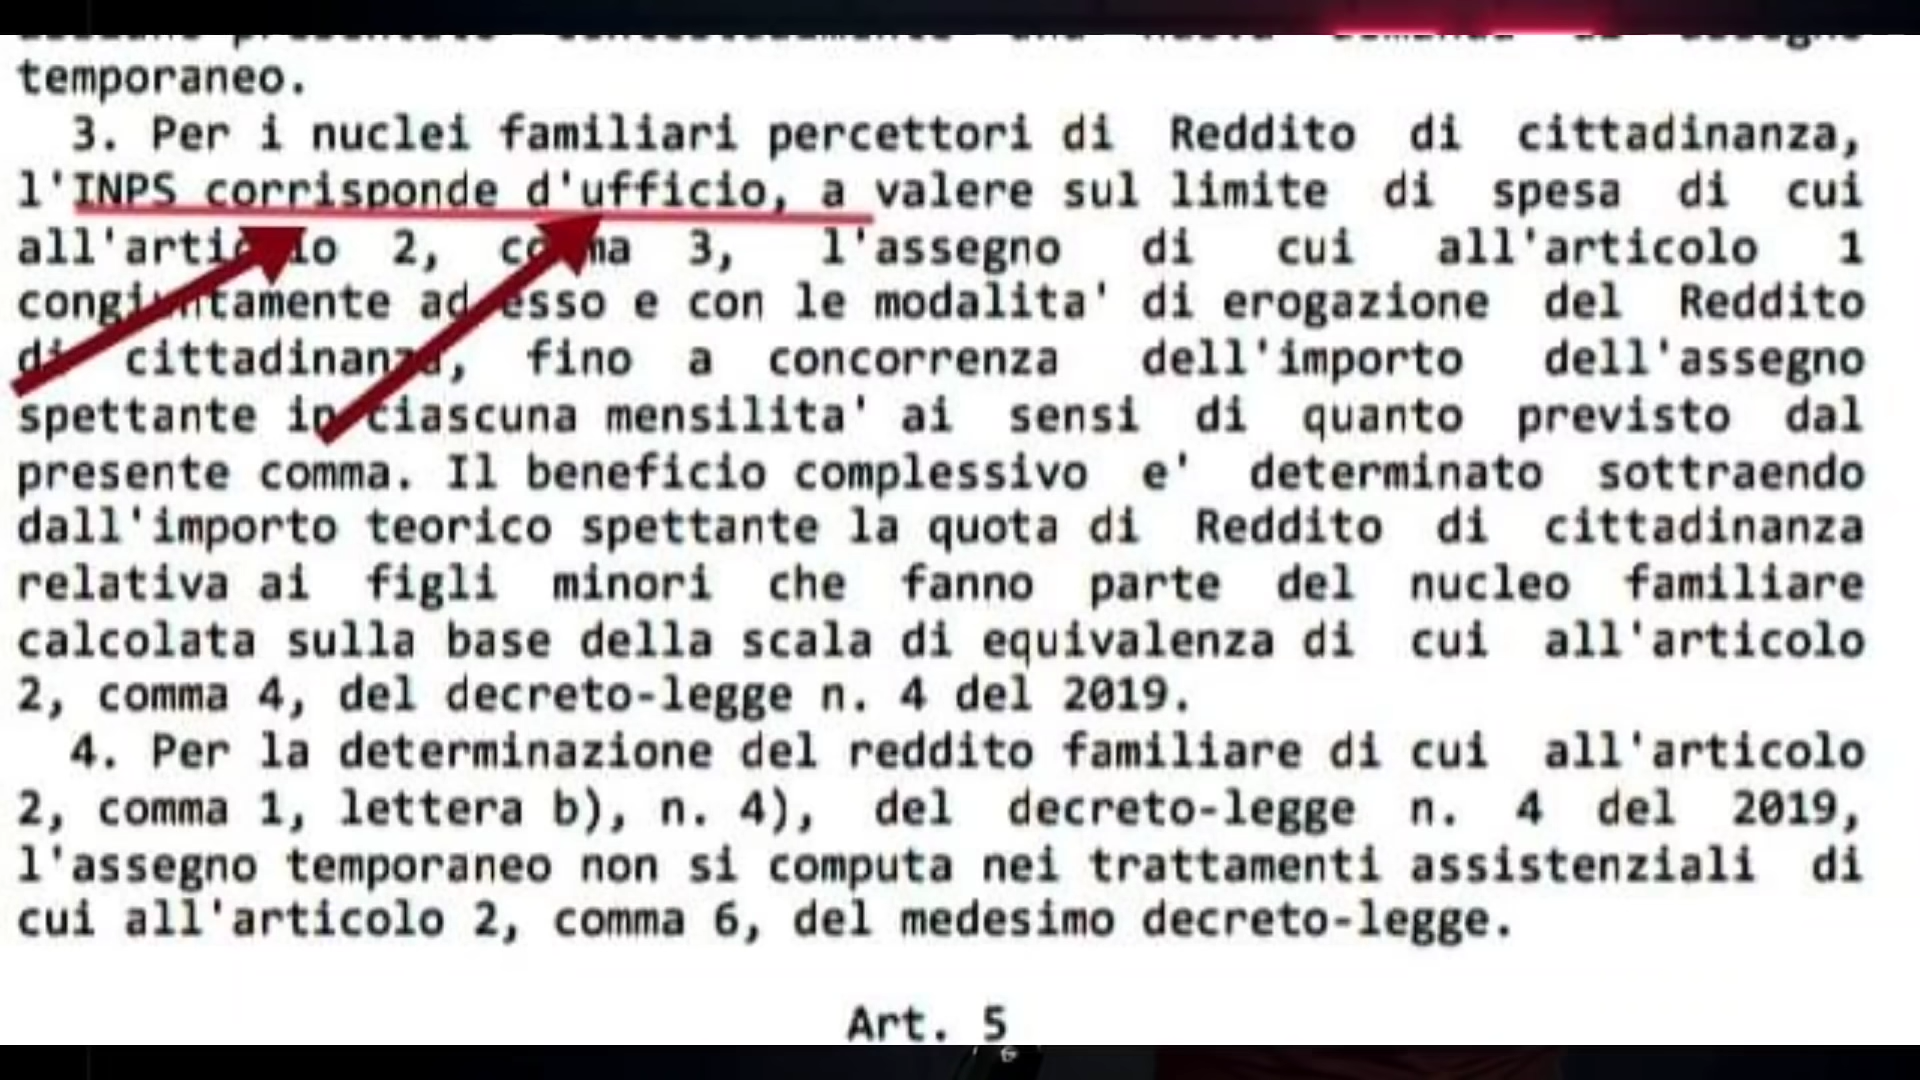 temporaneo.
3. Per i nuclei familiari percettori di Reddito di cittadinanza,
l'INPS corrisponde d'ufficio, a valere sul limite di spesa di cui
all'articolo 2, comma 3, l'assegno di cui all'articolo 1
congiuntamente ad esso e con le modalita' di erogazione del Reddito
di cittadinanza, fino a concorrenza dell'importo dell'assegno
spettante in ciascuna mensilita' ai sensi di quanto previsto dal
presente comma. Il beneficio complessivo e' determinato sottraendo
dall'importo teorico spettante la quota di Reddito di cittadinanza
relativa ai figli minori che fanno parte del nucleo familiare
calcolata sulla base della scala di equivalenza di cui all'articolo
2, comma 4, del decreto-legge n. 4 del 2019.
4. Per la determinazione del reddito familiare di cui all'articolo
2, comma 1, lettera b), n. 4), del decreto-legge n. 4 del 2019,
l'assegno temporaneo non si computa nei trattamenti assistenziali di
cui all'articolo 2, comma 6, del medesimo decreto-legge.
Art. 5